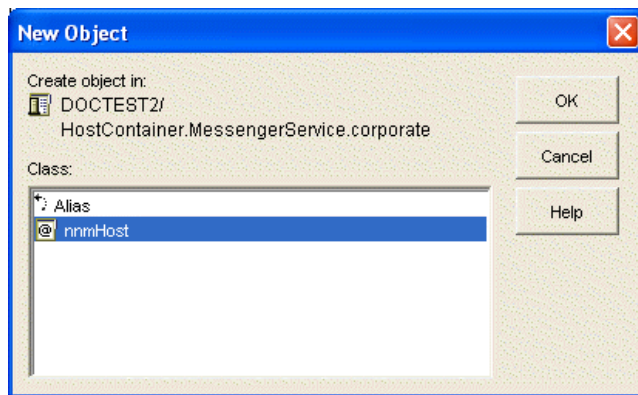 New Object
Create object in:
DOCTEST2/
HostContainer.MessengerService.corporate
OK
Cancel
Help
Class:
Alias
@ nnmHost